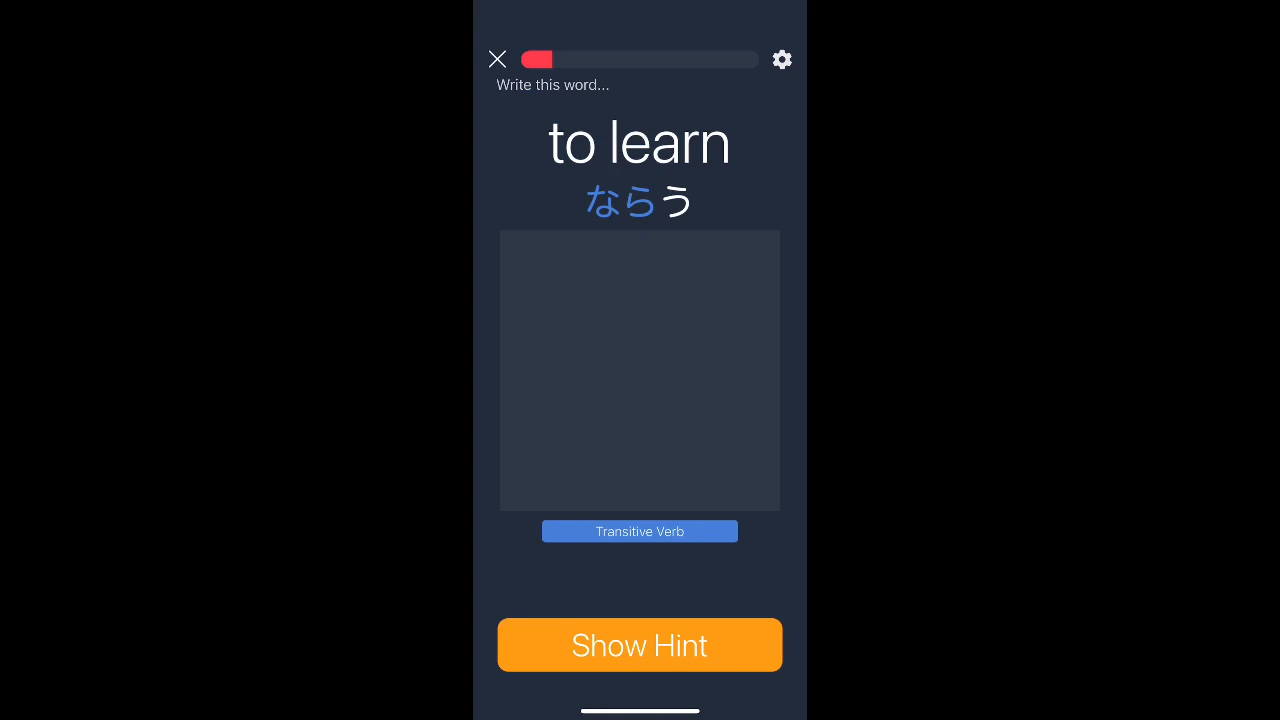 Write this word...
to learn
ならう
Transitive Verb
Show Hint